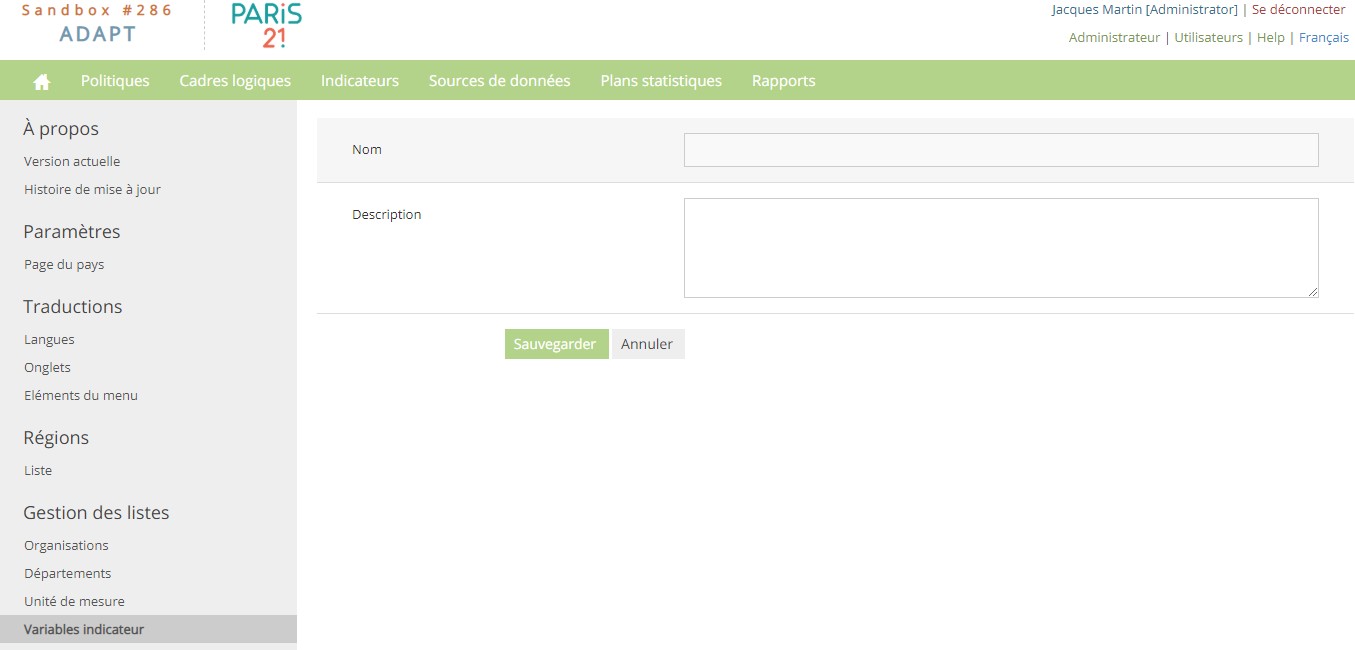 Sandbox #286
ADAPT
PARiS
21!
Jacques Martin [Administrator] | Se déconnecter
Administrateur | Utilisateurs | Help | Français
Politiques Cadres logiques Indicateurs Sources de données Plans statistiques Rapports
À propos
Version actuelle
Histoire de mise à jour
Paramètres
Page du pays
Traductions
Langues
Onglets
Eléments du menu
Régions
Liste
Gestion des listes
Organisations
Départements
Unité de mesure
Variables indicateur
Nom
Description
Sauvegarder Annuler